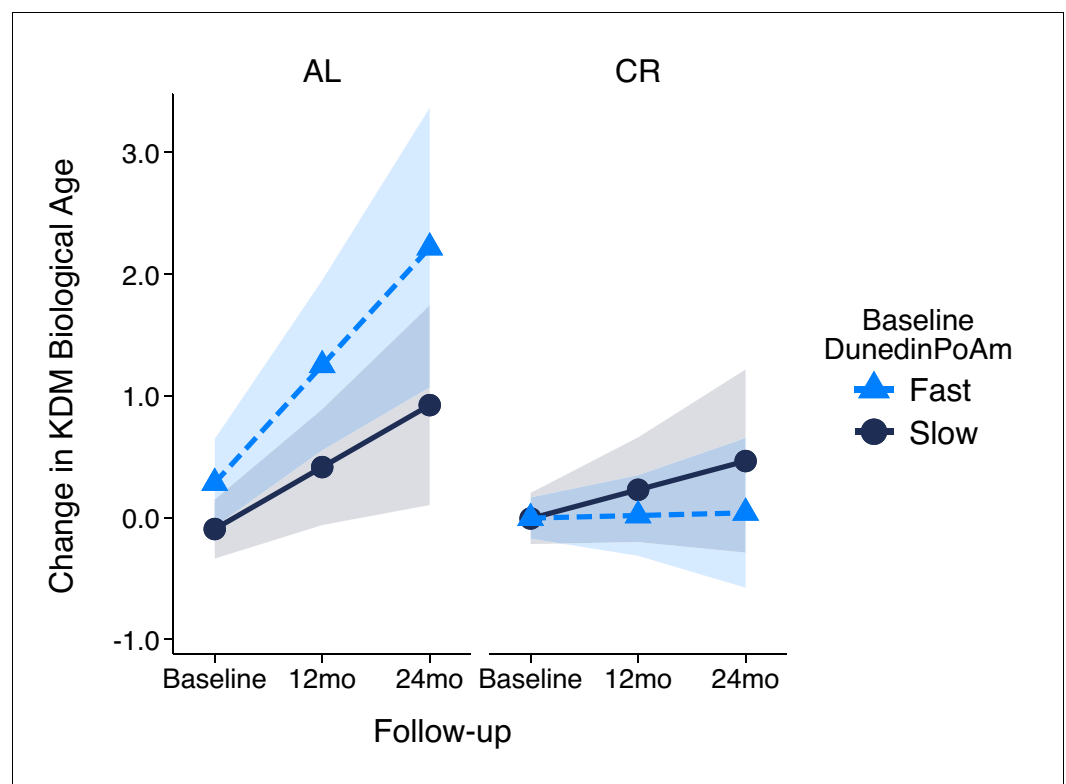 AL
CR
Change in KDM Biological Age
3.0
2.0
1.0
0.0
-1.0
Baseline 12mo 24mo
Baseline 12mo 24mo
Follow-up
Baseline
DunedinPoAm
Fast
Slow